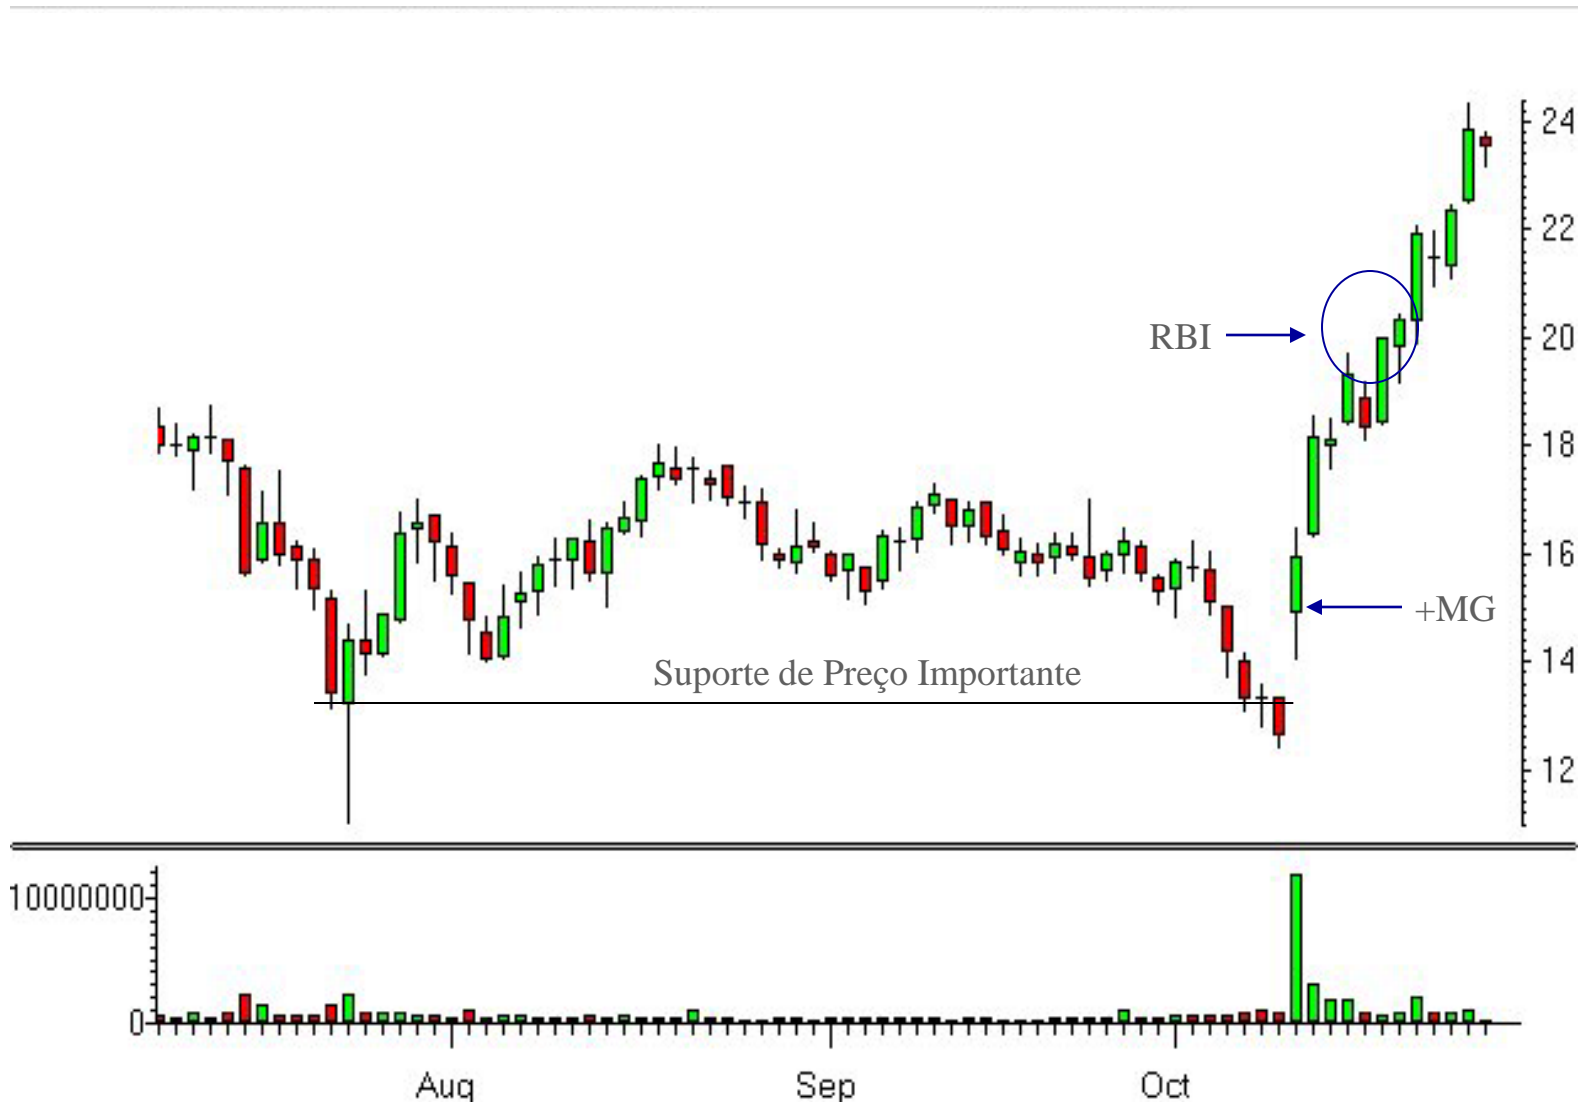 24
22
RBI
20
18
16
+MG
14
Suporte de Preço Importante
12
10000000
0
Aug Sep Oct